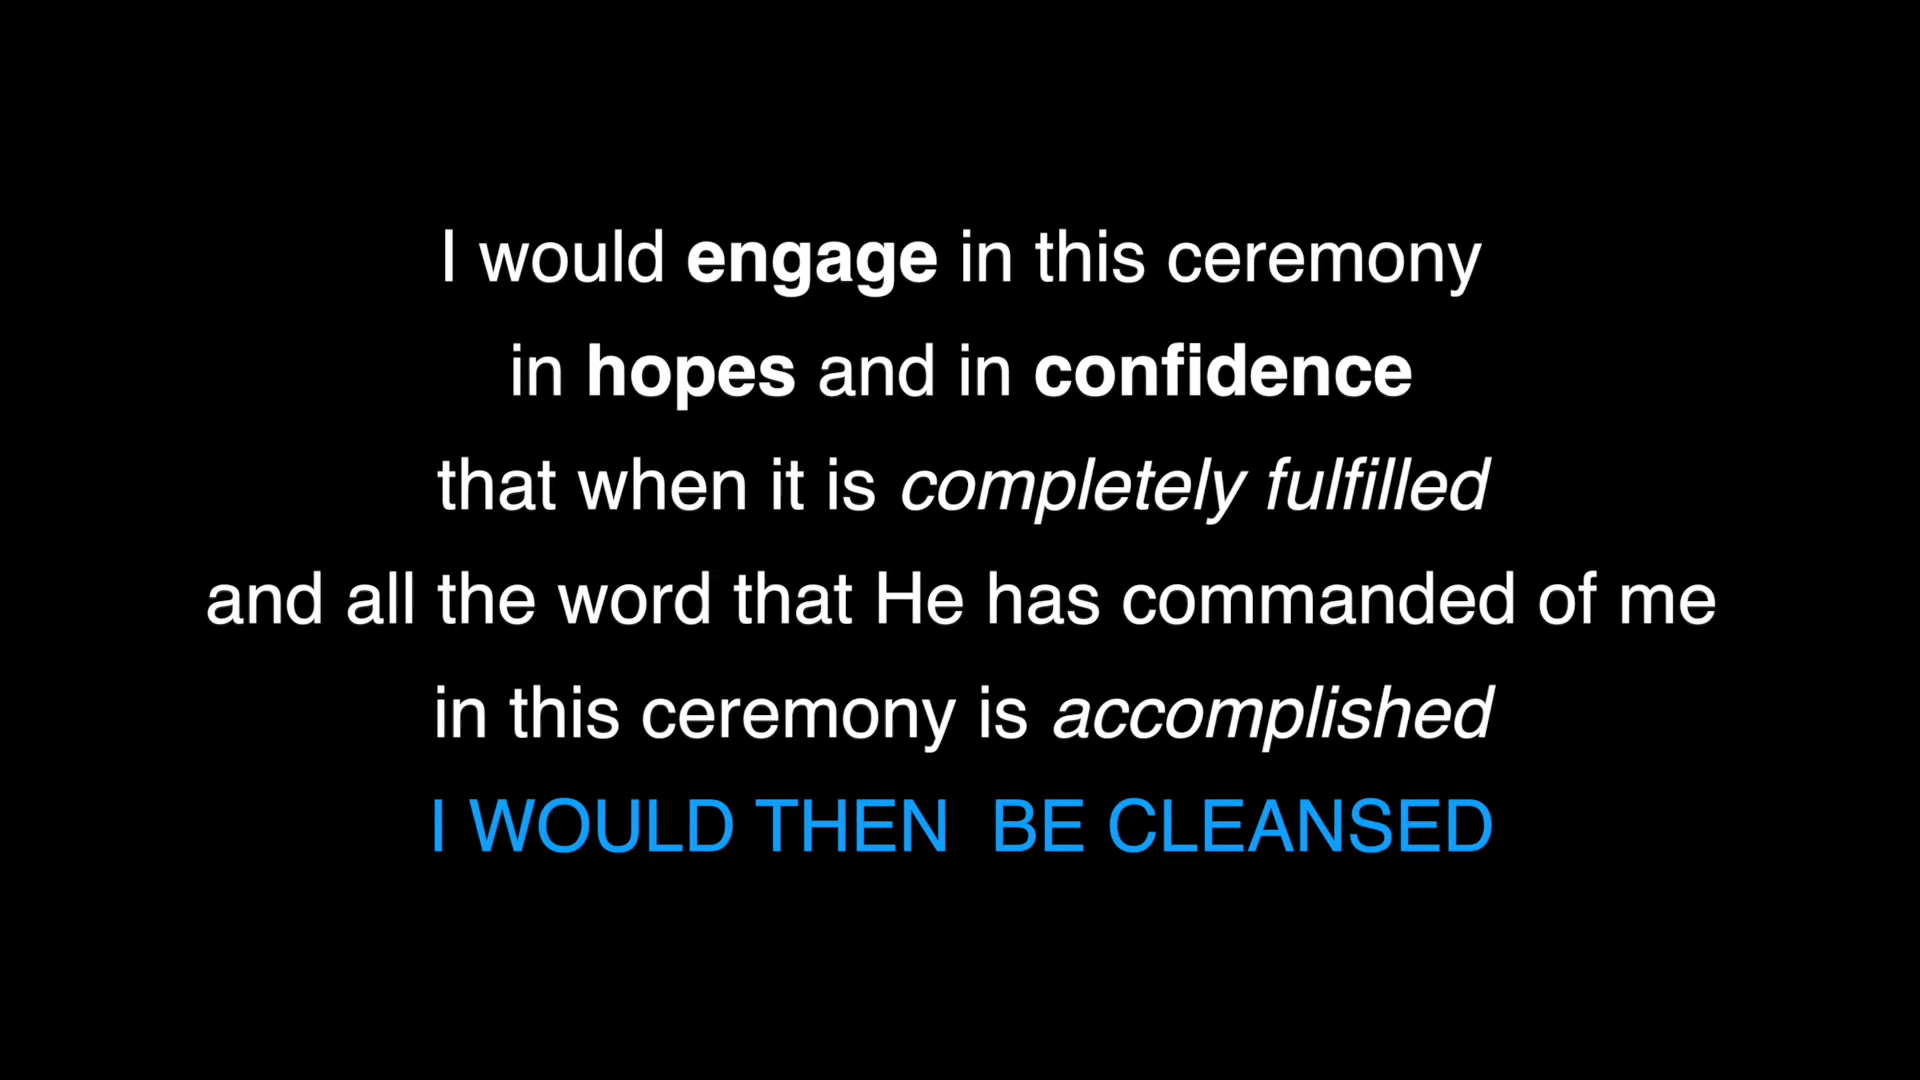 I would engage in this ceremony
in hopes and in confidence
that when it is completely fulfilled
and all the word that He has commanded of me
in this ceremony is accomplished
I WOULD THEN  BE CLEANSED